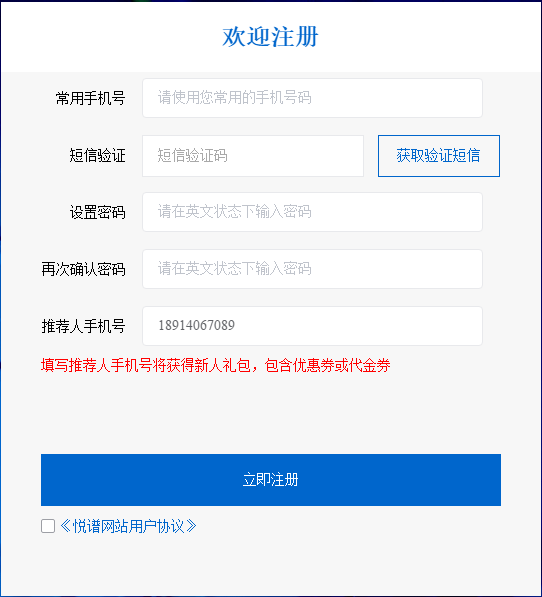 欢迎注册
常用手机号 请使用您常用的手机号码
短信验证 短信验证码 获取验证短信
设置密码 请在英文状态下输入密码
再次确认密码 请在英文状态下输入密码
推荐人手机号 18914067089
填写推荐人手机号将获得新人礼包，包含优惠券或代金券
立即注册
《悦谱网站用户协议》